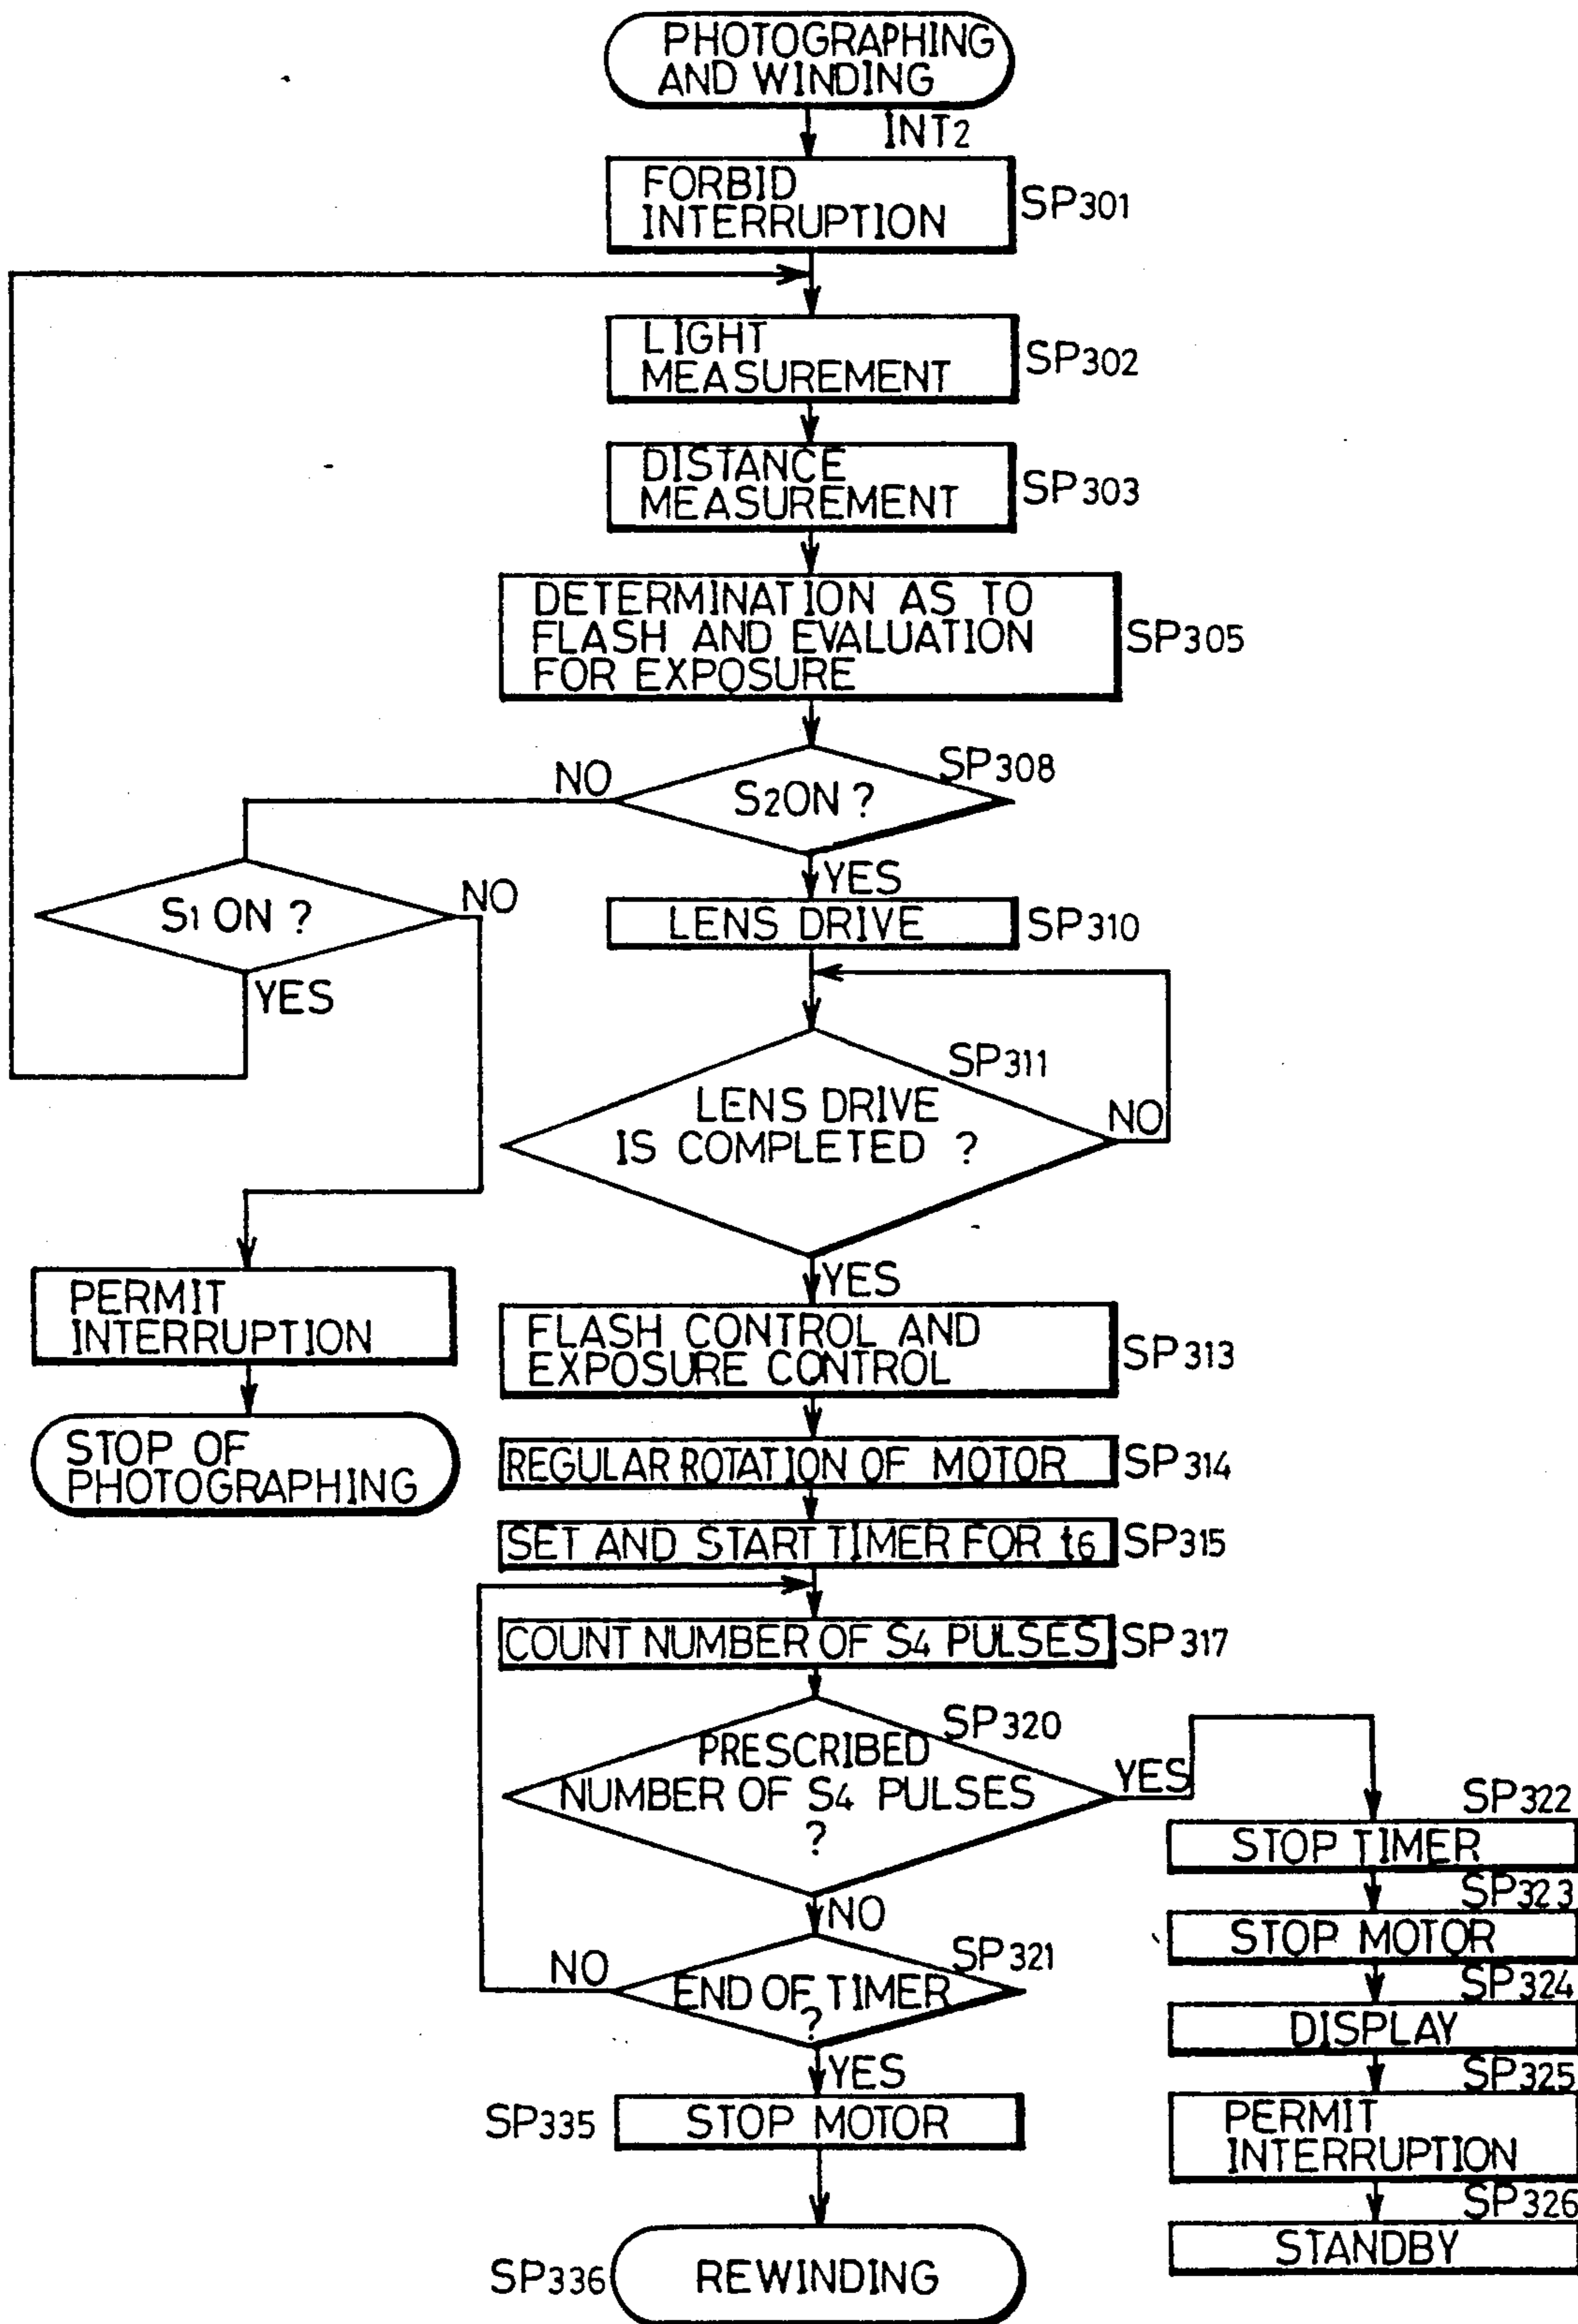 PHOTOGRAPHING
AND WINDING
INT2
FORBID
INTERRUPTION
SP301
LIGHT
MEASUREMENT
SP302
DISTANCE
MEASUREMENT
SP303
DETERMINATION AS TO
FLASH AND EVALUATION
FOR EXPOSURE
SP305
SP308
NO
S2ON ?
YES
S1 ON ?
NO
YES
LENS DRIVE
SP310
SP311
LENS DRIVE
IS COMPLETED ?
NO
YES
PERMIT
INTERRUPTION
STOP OF
PHOTOGRAPHING
FLASH CONTROL AND
EXPOSURE CONTROL
SP313
REGULAR ROTATION OF MOTOR
SP314
SET AND START TIMER FOR t6
SP315
COUNT NUMBER OF S4 PULSES
SP317
SP320
PRESCRIBED
NUMBER OF S4 PULSES
?
YES
NO
SP321
END OF TIMER
?
NO
YES
SP335
STOP MOTOR
SP336
REWINDING
SP322
STOP TIMER
SP323
STOP MOTOR
SP324
DISPLAY
SP325
PERMIT
INTERRUPTION
SP326
STANDBY